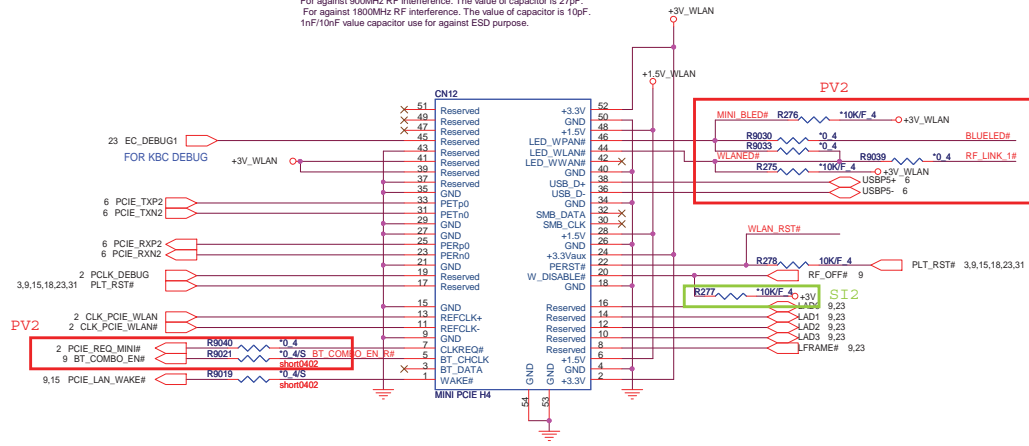 For against 900MHz RF interference. The value of capacitor is 27pF.
For against 1800MHz RF interference. The value of capacitor is 10pF.
1nF/10nF value capacitor use for against ESD purpose.
+3V_WLAN
+1.5V_WLAN
PV2
CN12
51 Reserved +3.3V 52
49 Reserved GND 50
47 Reserved +1.5V 48
23 EC_DEBUG1 45 Reserved LED_WPAN# 46
43 Reserved LED_WLAN# 44
FOR KBC DEBUG +3V_WLAN 41 Reserved LED_WWAN# 42
39 Reserved GND 40
37 Reserved USB_D+ 38
35 GND USB_D- 36
6 PCIE_TXP2 33 PETp0 GND 34
6 PCIE_TXN2 31 PETn0 SMB_DATA 32
29 GND SMB_CLK 30
27 GND +1.5V 28
6 PCIE_RXP2 25 PERp0 GND 26
6 PCIE_RXN2 23 PERn0 +3.3Vaux 24
21 GND PERST# 22
2 PCLK_DEBUG 19 Reserved W_DISABLE# 20
3,9,15,18,23,31 PLT_RST# 17 Reserved GND 18
15 GND Reserved 16
2 CLK_PCIE_WLAN 13 REFCLK+ Reserved 14
2 CLK_PCIE_WLAN# 11 REFCLK- Reserved 12
9 GND Reserved 10
PV2
2 PCIE_REQ_MINI# R9040 *0_4 7 CLKREQ# Reserved 8
9 BT_COMBO_EN# R9021 *0_4/S BT_COMBO_EN_R# 5 BT_CHCLK +1.5V 6
short0402
3 BT_DATA GND 4
9,15 PCIE_LAN_WAKE# R9019 *0_4/S 1 WAKE# +3.3V 2
short0402
GND GND
54 53
MINI PCIE H4
MINI_BLED# R276 *10K/F_4 +3V_WLAN
R9030 *0_4 BLUELED#
R9033 *0_4
WLANED# R9039 *0_4 RF_LINK_1#
R275 *10K/F_4 +3V_WLAN
USBP5+ 6
USBP5- 6
WLAN_RST#
R278 10K/F_4 PLT_RST# 3,9,15,18,23,31
RF_OFF# 9
R277 *10K/F_4 +3V SI2
LAD0 9,23
LAD1 9,23
LAD2 9,23
LAD3 9,23
LFRAME# 9,23